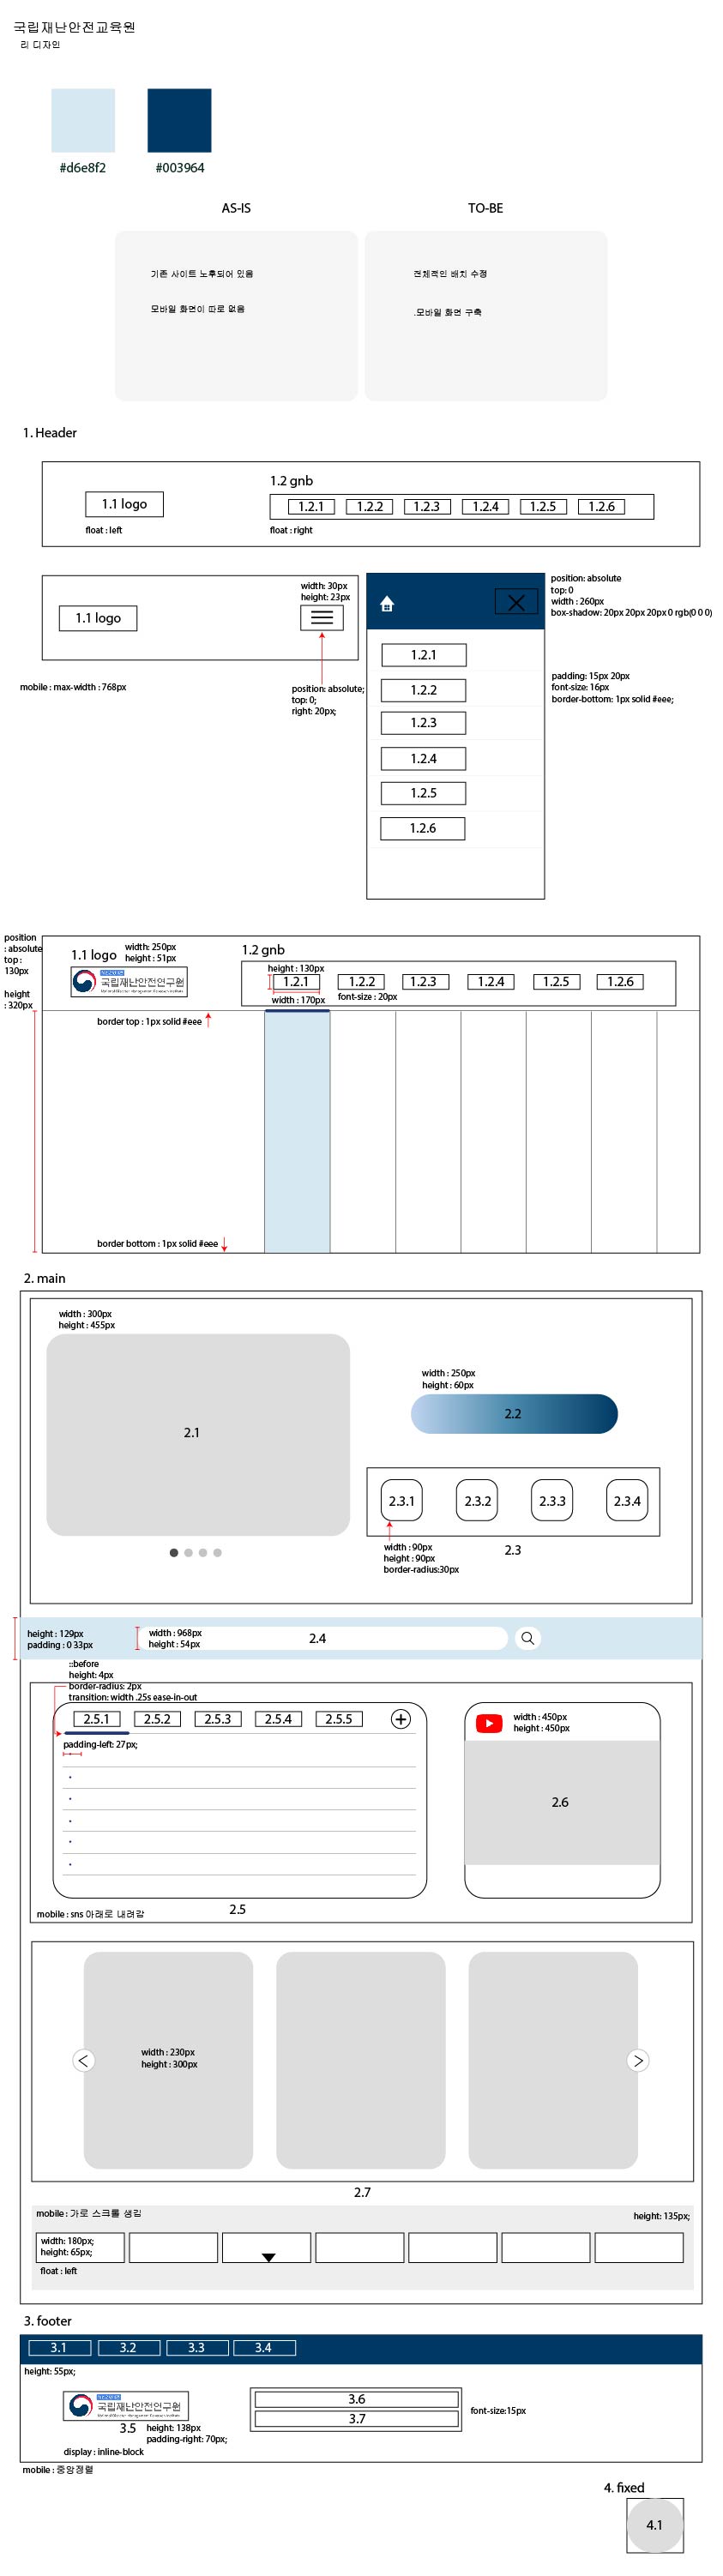 국립재난안전교육원
리 디자인
#d6e8f2
#003964
AS-IS
TO-BE
기존 사이트 노후되어 있음
모바일 화면이 따로 없음
전체적인 배치 수정
.모바일 화면 구축
1. Header
1.1 logo
float : left
1.2 gnb
1.2.1
1.2.2
1.2.3
1.2.4
1.2.5
1.2.6
float : right
1.1 logo
width: 30px
height: 23px
position: absolute;
top: 0;
right: 20px;
mobile : max-width : 768px
1.2.1
1.2.2
1.2.3
1.2.4
1.2.5
1.2.6
position: absolute
top: 0
width : 260px
box-shadow: 20px 20px 20px 0 rgb(0 0 0)
padding: 15px 20px
font-size: 16px
border-bottom: 1px solid #eee;
position
: absolute
top :
130px
height
: 320px
1.1 logo
width: 250px
height : 51px
국립재난안전연구원
1.2 gnb
height : 130px
1.2.1
1.2.2
1.2.3
1.2.4
1.2.5
1.2.6
width : 170px
font-size : 20px
border top : 1px solid #eee
border bottom : 1px solid #eee
2. main
width : 300px
height : 455px
2.1
width : 250px
height : 60px
2.2
2.3.1
2.3.2
2.3.3
2.3.4
width : 90px
height : 90px
border-radius:30px
2.3
height : 129px
padding : 0 33px
width : 968px
height : 54px
2.4
::before
height: 4px
border-radius: 2px
transition: width .25s ease-in-out
2.5.1
2.5.2
2.5.3
2.5.4
2.5.5
padding-left: 27px;
width : 450px
height : 450px
2.6
mobile : sns 아래로 내려감
2.5
width : 230px
height : 300px
2.7
mobile : 가로 스크롤 생김
height: 135px;
width: 180px;
height: 65px;
float : left
3. footer
3.1
3.2
3.3
3.4
height: 55px;
국립재난안전연구원
3.5
height: 138px
padding-right: 70px;
display : inline-block
3.6
3.7
font-size:15px
mobile : 중앙정렬
4. fixed
4.1